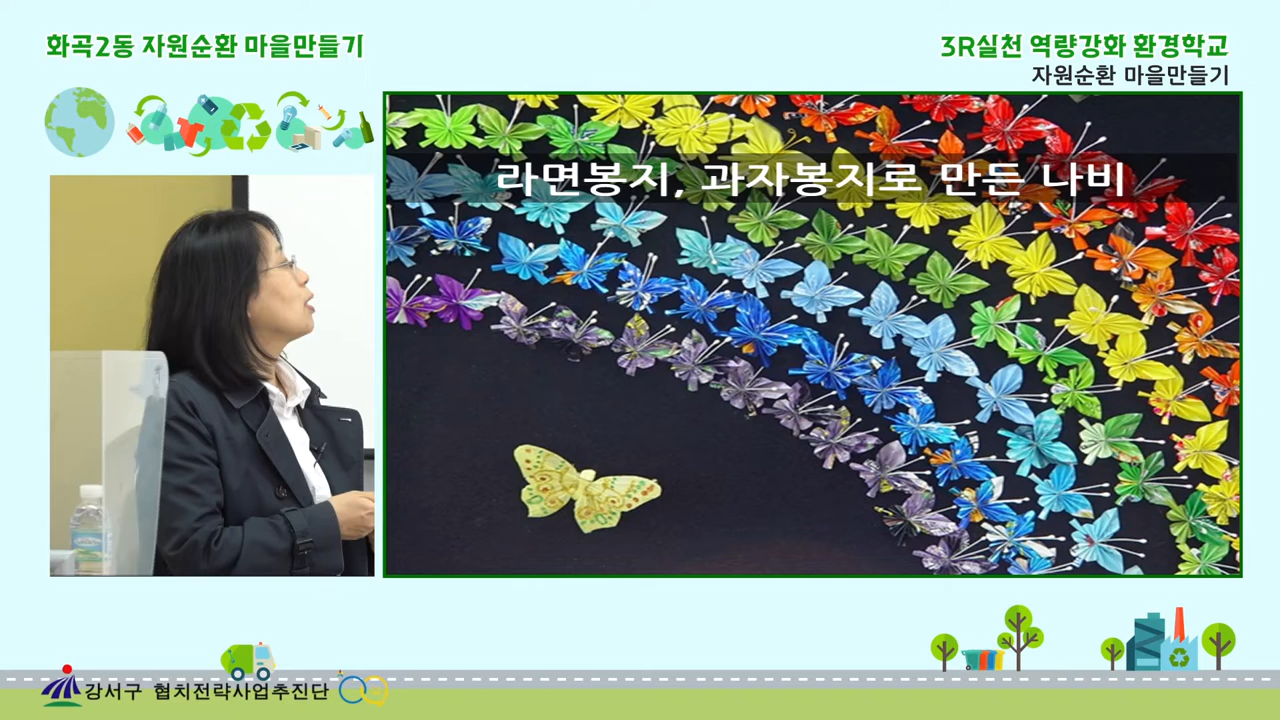 화곡2동 자원순환 마을만들기
3R실천 역량강화 환경학교
자원순환 마을만들기
라면봉지, 과자봉지로 만든 나비
강서구 협치전략사업추진단